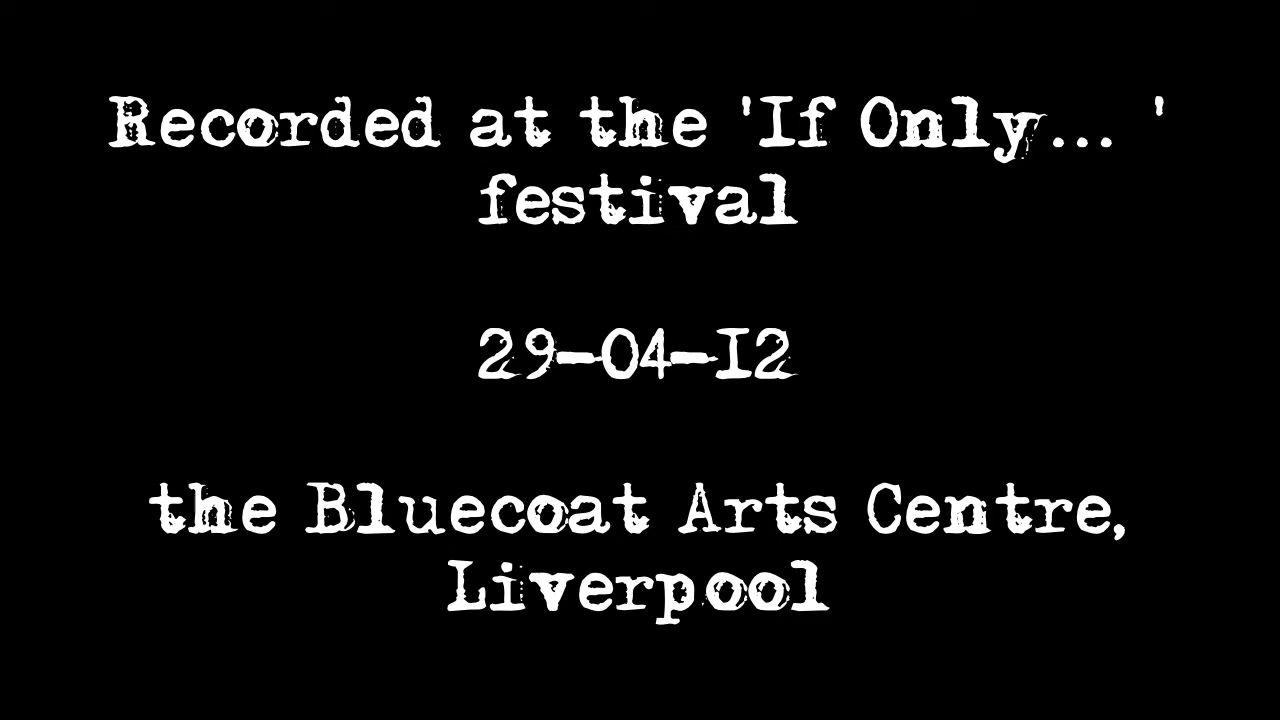 Recorded at the 'If Only... '
festival
29-04-12
the Bluecoat Arts Centre,
Liverpool